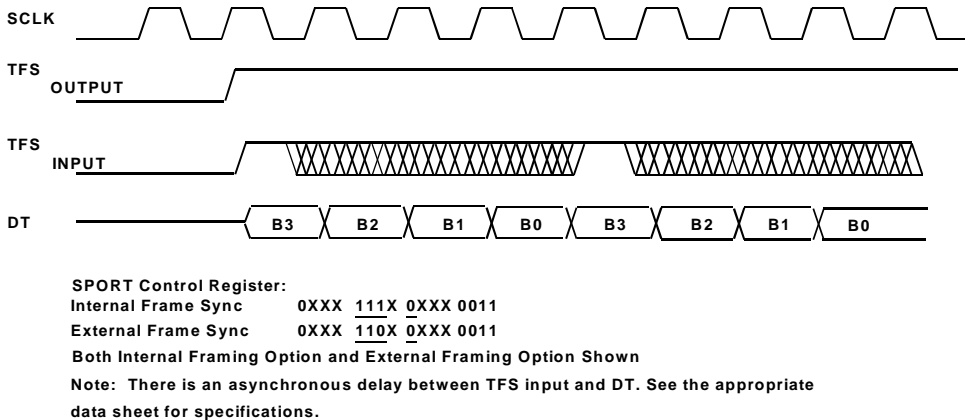 SCLK
TFS
OUTPUT
TFS
INPUT
DT B3 B2 B1 B0 B3 B2 B1 B0
SPORT Control Register:
Internal Frame Sync 0XXX 111X 0XXX 0011
External Frame Sync 0XXX 110X 0XXX 0011
Both Internal Framing Option and External Framing Option Shown
Note: There is an asynchronous delay between TFS input and DT. See the appropriate
data sheet for specifications.